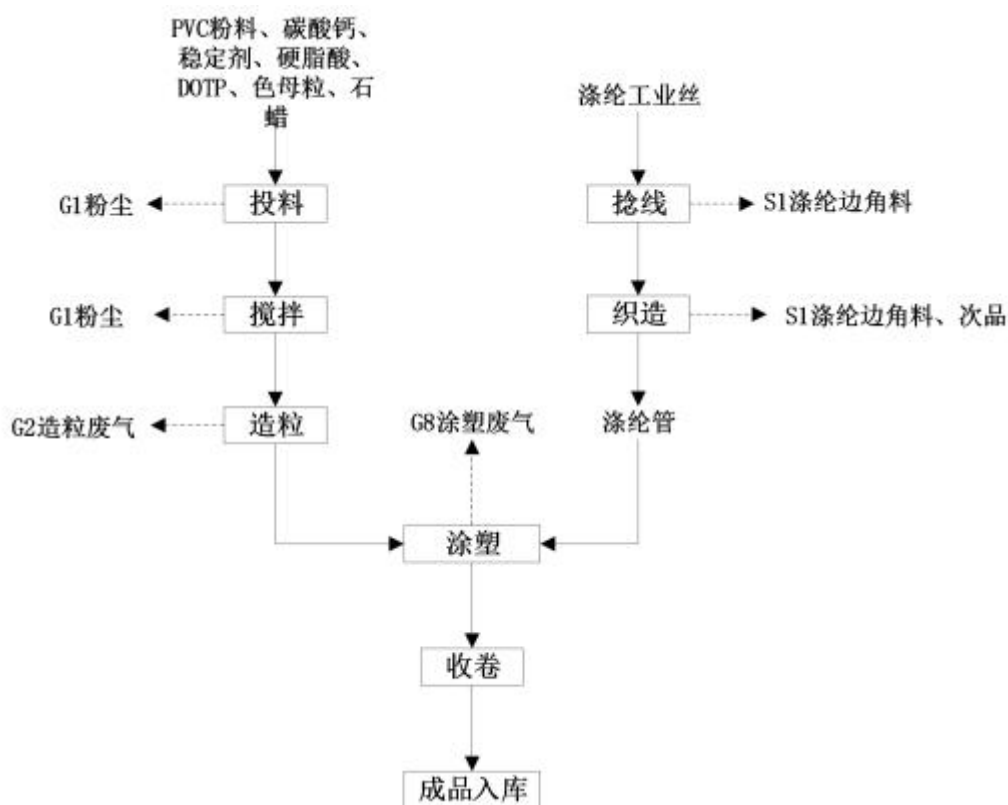 PVC粉料、碳酸钙、
稳定剂、硬脂酸、
DOTP、色母粒、石
蜡
涤纶工业丝
G1粉尘
投料
捻线
S1涤纶边角料
G1粉尘
搅拌
织造
S1涤纶边角料、次品
G2造粒废气
造粒
G8涂塑废气
涤纶管
涂塑
收卷
成品入库